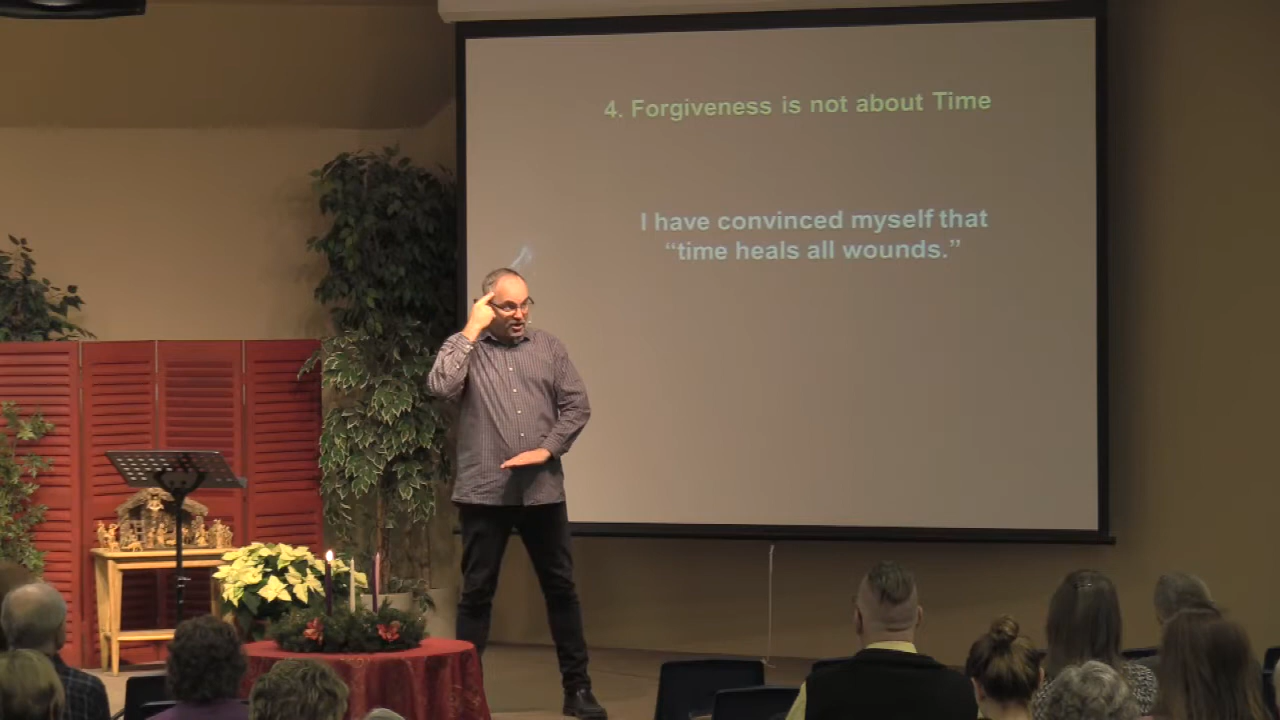 4. Forgiveness is not about Time
I have convinced myself that
“time heals all wounds.”